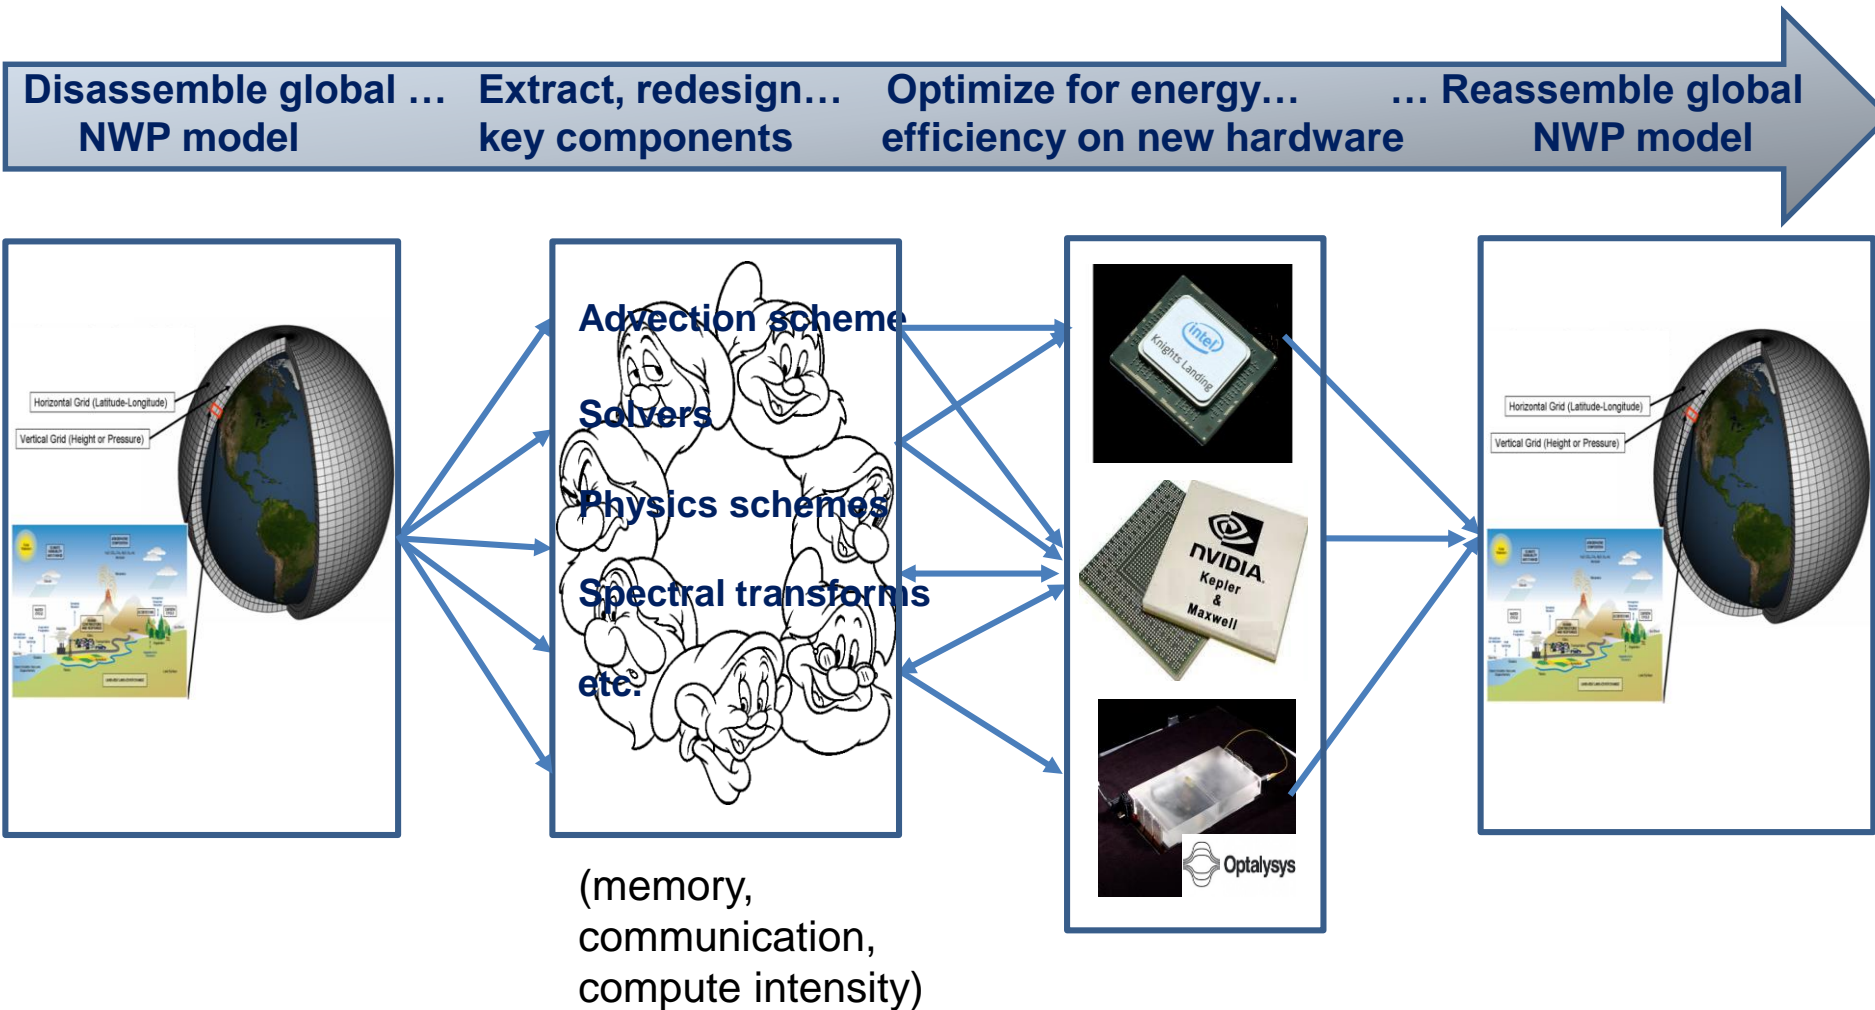 Disassemble global … Extract, redesign… Optimize for energy… … Reassemble global
NWP model key components efficiency on new hardware NWP model
Horizontal Grid (Latitude-Longitude)
Vertical Grid (Height or Pressure)
Advection scheme
Solvers
Physics schemes
Spectral transforms
etc.
(memory,
communication,
compute intensity)
(intel)
Knights Landing
NVIDIA.
Kepler
&
Maxwell
Optalysys
Horizontal Grid (Latitude-Longitude)
Vertical Grid (Height or Pressure)